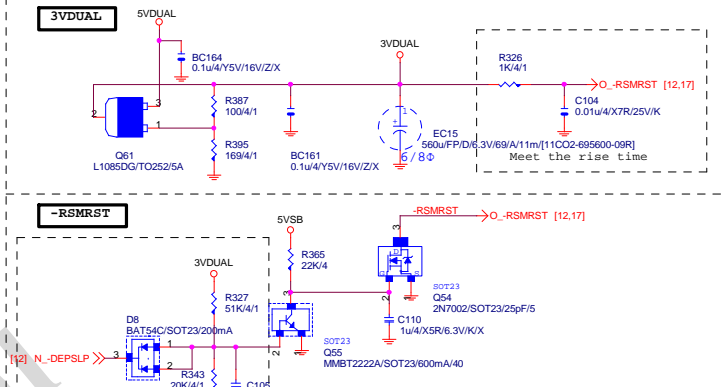 3VDUAL
5VDUAL
BC164
0.1u/4/Y5V/16V/Z/X
3VDUAL
R326
1K/4/1
O_-RSMRST [12,17]
2
3
1
R387
100/4/1
C104
0.01u/4/X7R/25V/K
R395
169/4/1
1
+
EC15
560u/FP/D/6.3V/69/A/11m/[11CO2-695600-09R]
6/8Φ
Q61
L1085DG/TO252/5A
BC161
0.1u/4/Y5V/16V/Z/X
Meet the rise time
-RSMRST
5VSB
-RSMRST
O_-RSMRST [12,17]
3
R365
22K/4
3VDUAL
D
G
S
2
1
SOT23
Q54
2N7002/SOT23/25pF/5
R327
51K/4/1
3
C110
1u/4/X5R/6.3V/K/X
D8
BAT54C/SOT23/200mA
SOT23
Q55
MMBT2222A/SOT23/600mA/40
2
1
[12] N_-DEPSLP
3
1
2
R343
20K/4/1
C105